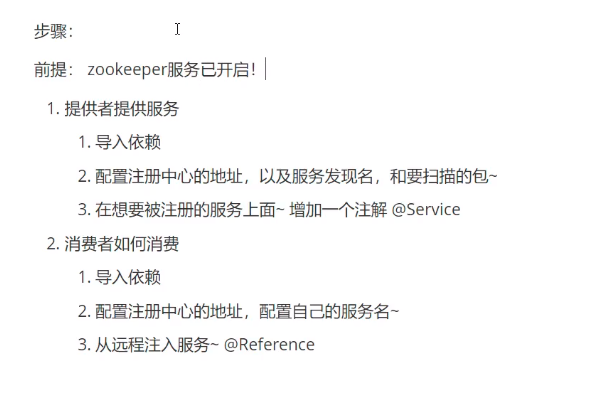 步骤：
前提： zookeeper服务已开启！
1. 提供者提供服务
1. 导入依赖
2. 配置注册中心的地址，以及服务发现名，和要扫描的包~
3. 在想要被注册的服务上面~ 增加一个注解 @Service
2. 消费者如何消费
1. 导入依赖
2. 配置注册中心的地址，配置自己的服务名~
3. 从远程注入服务~ @Reference